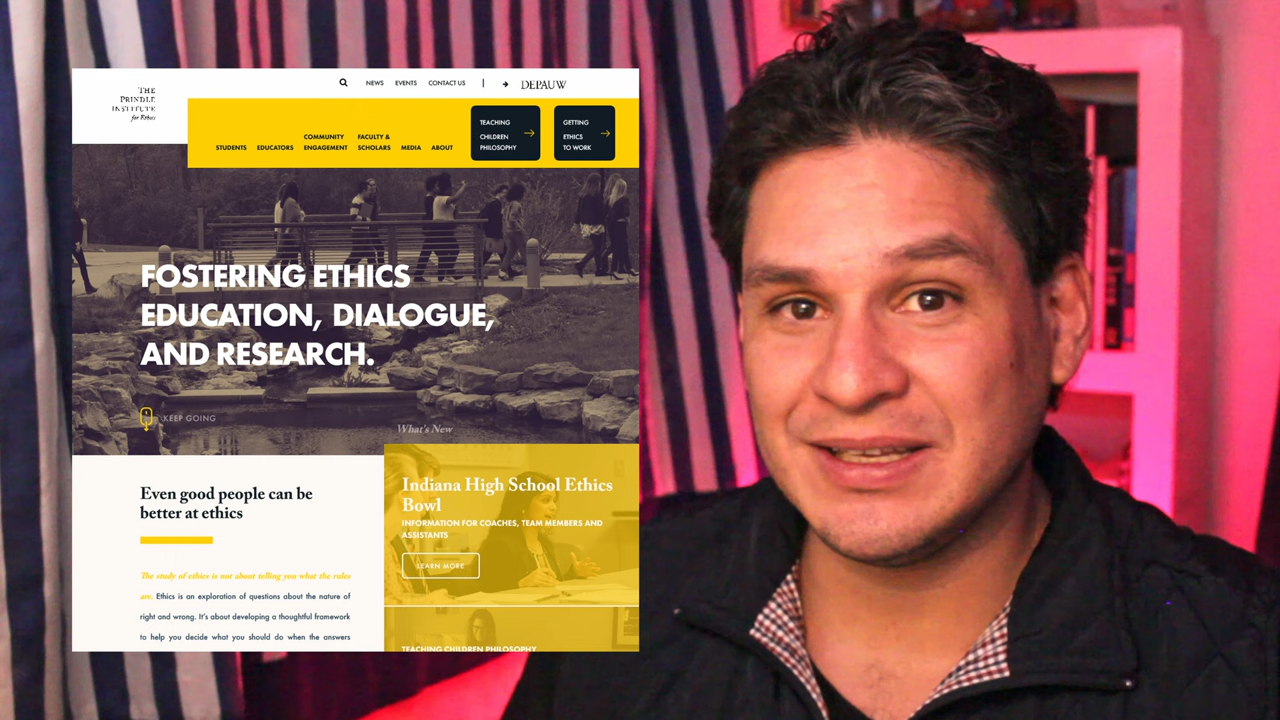 THE
PRINDLE
INSTITUTE
for Ethics
NEWS EVENTS CONTACT US | DEPAUW
STUDENTS EDUCATORS COMMUNITY ENGAGEMENT FACULTY & SCHOLARS MEDIA ABOUT
TEACHING
CHILDREN
PHILOSOPHY
GETTING
ETHICS
TO WORK
FOSTERING ETHICS
EDUCATION, DIALOGUE,
AND RESEARCH.
KEEP GOING
What's New
Indiana High School Ethics
Bowl
INFORMATION FOR COACHES, TEAM MEMBERS AND
ASSISTANTS
LEARN MORE
TEACHING CHILDREN PHILOSOPHY
Even good people can be
better at ethics
The study of ethics is not about telling you what the rules
are. Ethics is an exploration of questions about the nature of
right and wrong. It's about developing a thoughtful framework
to help you decide what you should do when the answers